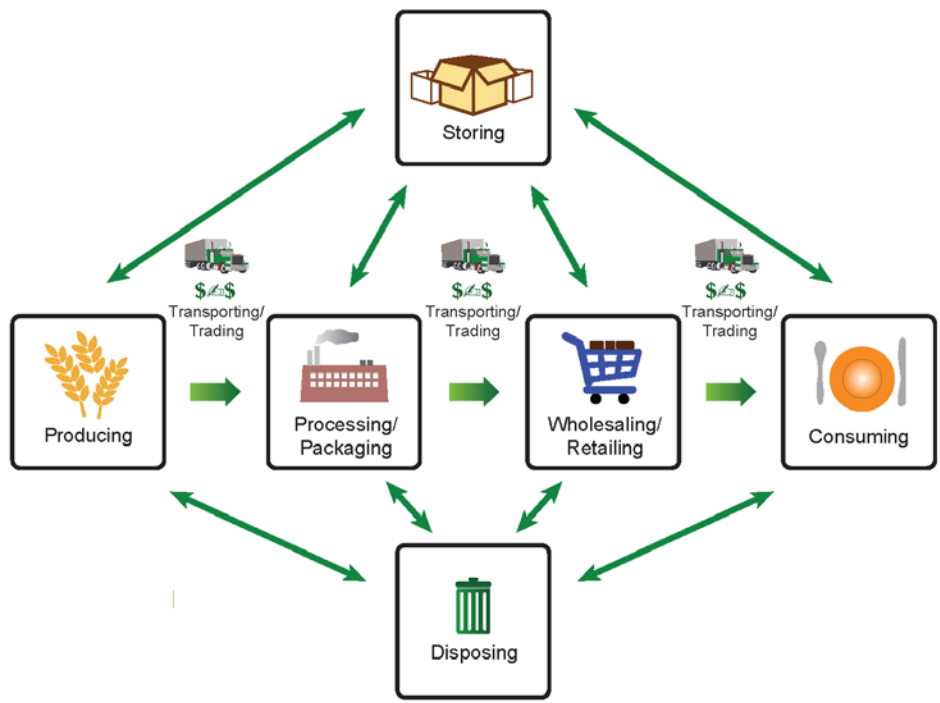 Storing
$✍$
Transporting/
Trading
$✍$
Transporting/
Trading
$✍$
Transporting/
Trading
Producing
Processing/
Packaging
Wholesaling/
Retailing
Consuming
Disposing